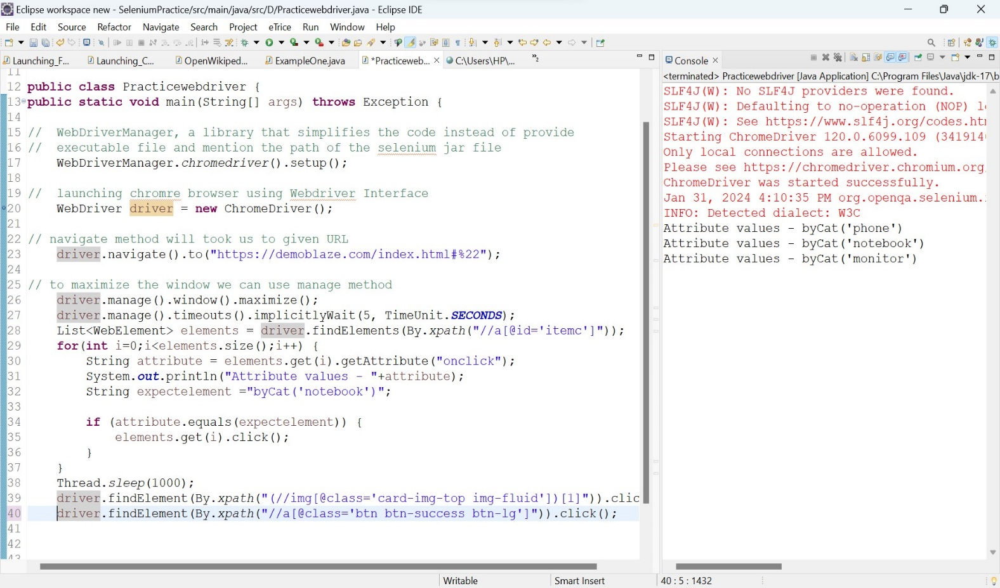 Eclipse workspace new - SeleniumPractice/src/main/java/src/D/Practicewebdriver.java - Eclipse IDE
File Edit Source Refactor Navigate Search Project eTrice Run Window Help
Launching_F... Launching_C... OpenWikiped... ExampleOne.java *Practiceweb... C:\Users\HP\... »2
11
12 public class Practicewebdriver {
13 public static void main(String[] args) throws Exception {
14
15 // WebDriverManager, a library that simplifies the code instead of provide
16 // executable file and mention the path of the selenium jar file
17 WebDriverManager.chromedriver().setup();
18
19 // launching chromre browser using Webdriver Interface
20 WebDriver driver = new ChromeDriver();
21
22 // navigate method will took us to given URL
23 driver.navigate().to("https://demoblaze.com/index.html#%22");
24
25 // to maximize the window we can use manage method
26 driver.manage().window().maximize();
27 driver.manage().timeouts().implicitlyWait(5, TimeUnit.SECONDS);
28 List<WebElement> elements = driver.findElements(By.xpath("//a[@id='itemc']"));
29 for(int i=0;i<elements.size();i++) {
30 String attribute = elements.get(i).getAttribute("onclick");
31 System.out.println("Attribute values - "+attribute);
32 String expectelement ="byCat('notebook')";
33
34 if (attribute.equals(expectelement)) {
35 elements.get(i).click();
36 }
37 }
38 Thread.sleep(1000);
39 driver.findElement(By.xpath("(//img[@class='card-img-top img-fluid'])[1]")).clic
40 driver.findElement(By.xpath("//a[@class='btn btn-success btn-lg']")).click();
41
42
43
Console
<terminated> Practicewebdriver [Java Application] C:\Program Files\Java\jdk-17\b
SLF4J(W): No SLF4J providers were found.
SLF4J(W): Defaulting to no-operation (NOP) l
SLF4J(W): See https://www.slf4j.org/codes.ht
Starting ChromeDriver 120.0.6099.109 (341914
Only local connections are allowed.
Please see https://chromedriver.chromium.org
ChromeDriver was started successfully.
Jan 31, 2024 4:10:35 PM org.openqa.selenium.
INFO: Detected dialect: W3C
Attribute values - byCat('phone')
Attribute values - byCat('notebook')
Attribute values - byCat('monitor')
Writable Smart Insert 40 : 5 : 1432